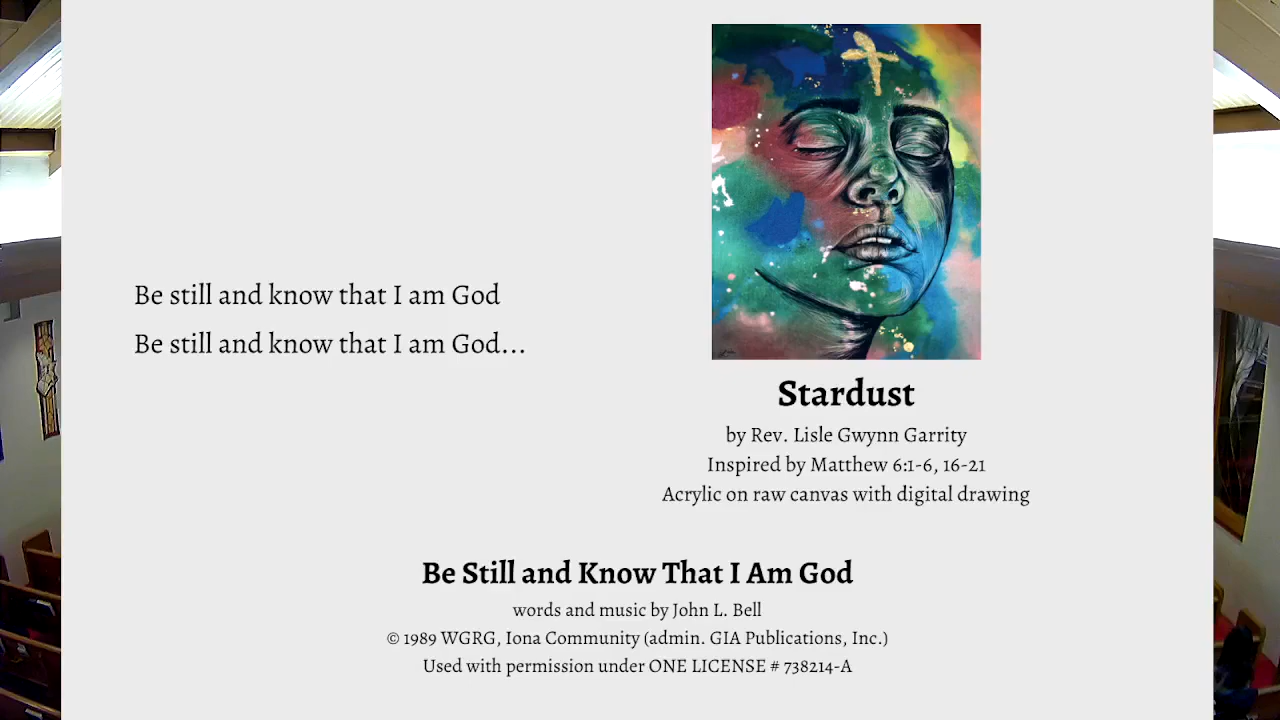 Be still and know that I am God
Be still and know that I am God...
Stardust
by Rev. Lisle Gwynn Garrity
Inspired by Matthew 6:1-6, 16-21
Acrylic on raw canvas with digital drawing
Be Still and Know That I Am God
words and music by John L. Bell
© 1989 WGRG, Iona Community (admin. GIA Publications, Inc.)
Used with permission under ONE LICENSE # 738214-A